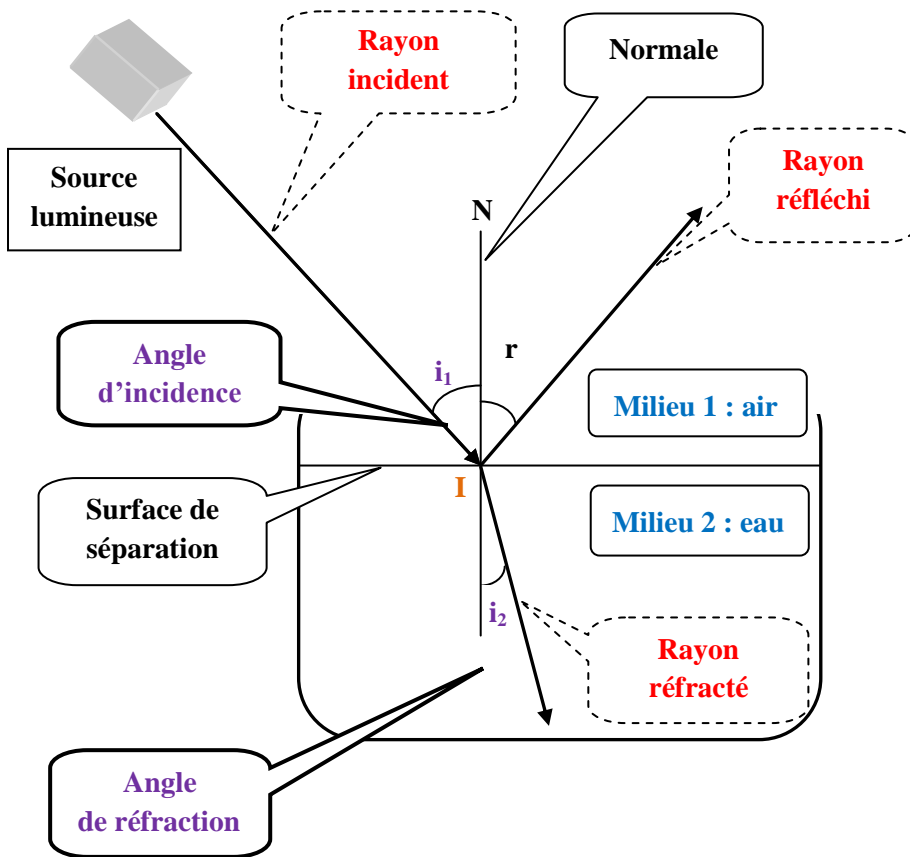 Rayon
incident
Normale
Rayon
réfléchi
Source
lumineuse
N
Angle
d’incidence
i₁
r
Milieu 1 : air
I
Surface de
séparation
Milieu 2 : eau
i₂
Rayon
réfracté
Angle
de réfraction